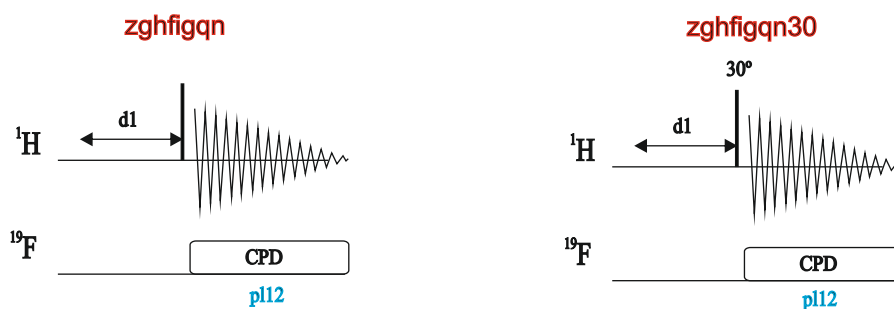 zghfigqn
d1
¹H
¹⁹F
CPD
pl12
zghfigqn30
30º
d1
¹H
¹⁹F
CPD
pl12